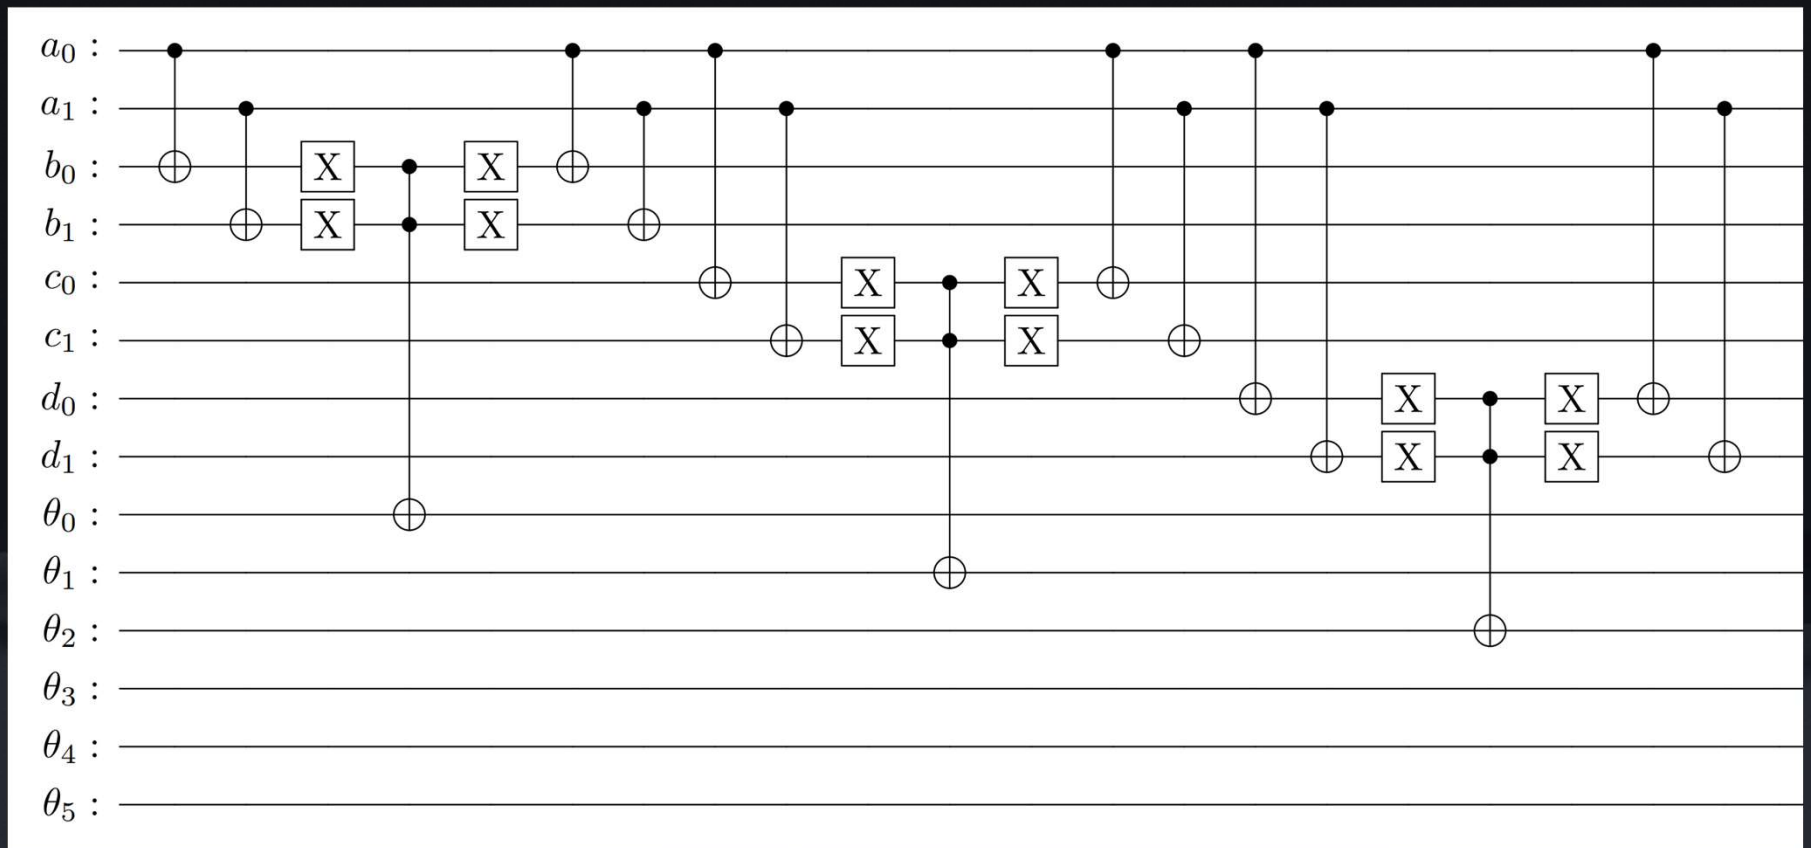 a₀ :
a₁ :
b₀ : X X
b₁ : X X
c₀ : X X
c₁ : X X
d₀ : X X
d₁ : X X
θ₀ :
θ₁ :
θ₂ :
θ₃ :
θ₄ :
θ₅ :